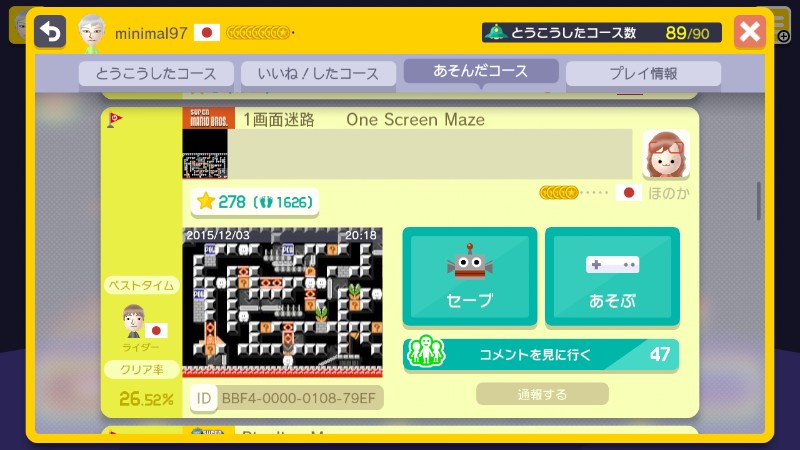 minimal97
とうこうしたコース数 89/90
とうこうしたコース
いいね！したコース
あそんだコース
プレイ情報
SUPER
MARIO BROS.
1画面迷路 One Screen Maze
278 (1626)
ほのか
2015/12/03 20:18
POW
POW
POW
ベストタイム
ライダー
クリア率
26.52%
セーブ
あそぶ
コメントを見に行く 47
ID BBF4-0000-0108-79EF
通報する